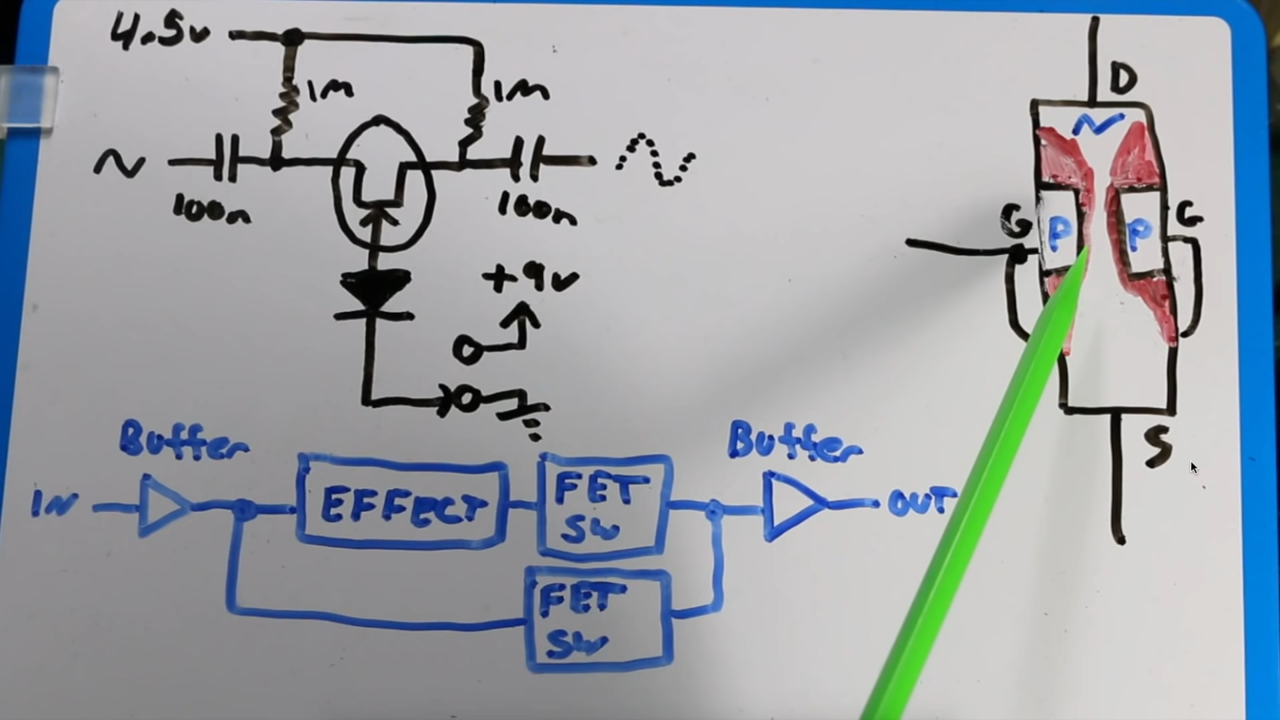 4.5v
1M
1M
100n
100n
+9v
D
G
P
P
G
S
Buffer
Buffer
IN
EFFECT
FET
SW
OUT
FET
SW